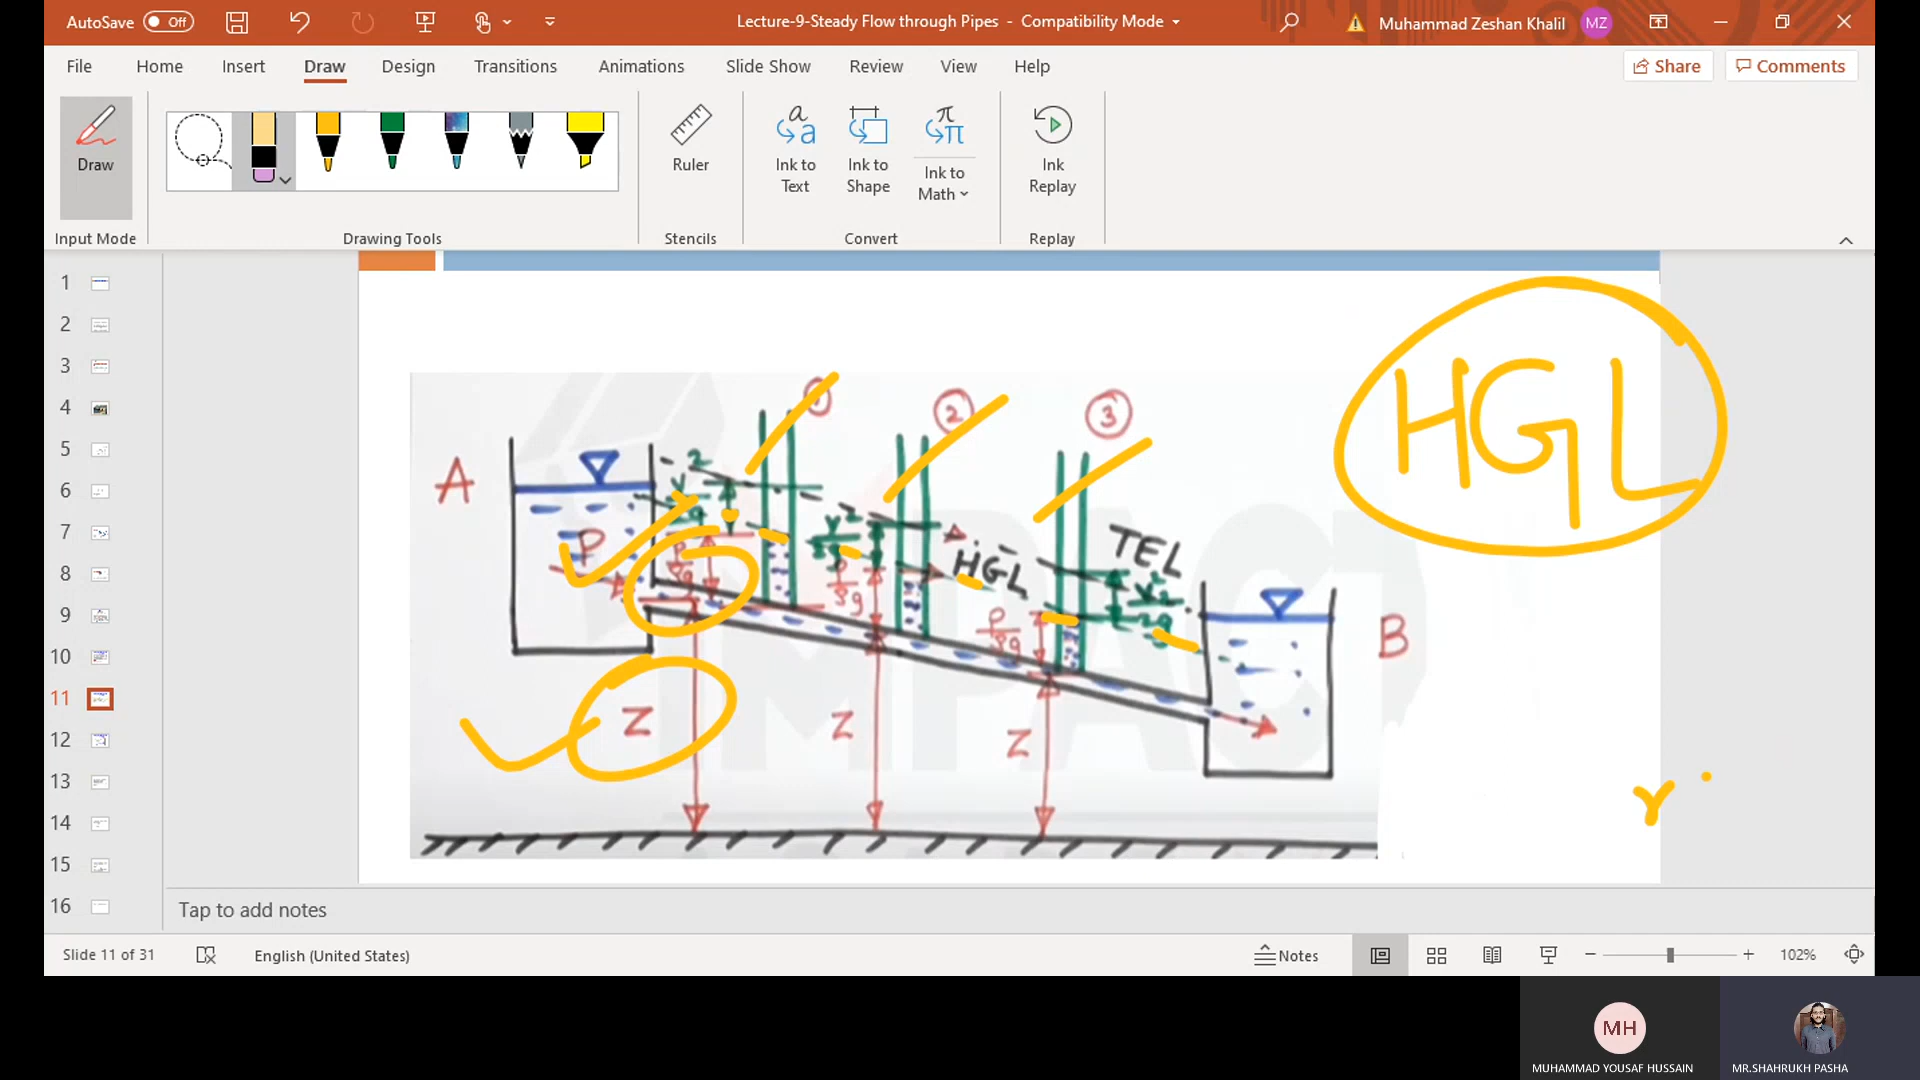 AutoSave Off
Lecture-9-Steady Flow through Pipes - Compatibility Mode
Muhammad Zeshan Khalil MZ
File Home Insert Draw Design Transitions Animations Slide Show Review View Help
Share Comments
Draw
Ruler
Ink to Text
Ink to Shape
Ink to Math
Ink Replay
Input Mode Drawing Tools Stencils Convert Replay
1
2
3
4
5
6
7
8
9
10
11
12
13
14
15
16
HGL
1 2 3
A
P
HGL
TEL
B
Z Z Z
Tap to add notes
Slide 11 of 31 English (United States) Notes 102%
MH
MUHAMMAD YOUSAF HUSSAIN MR.SHAHRUKH PASHA